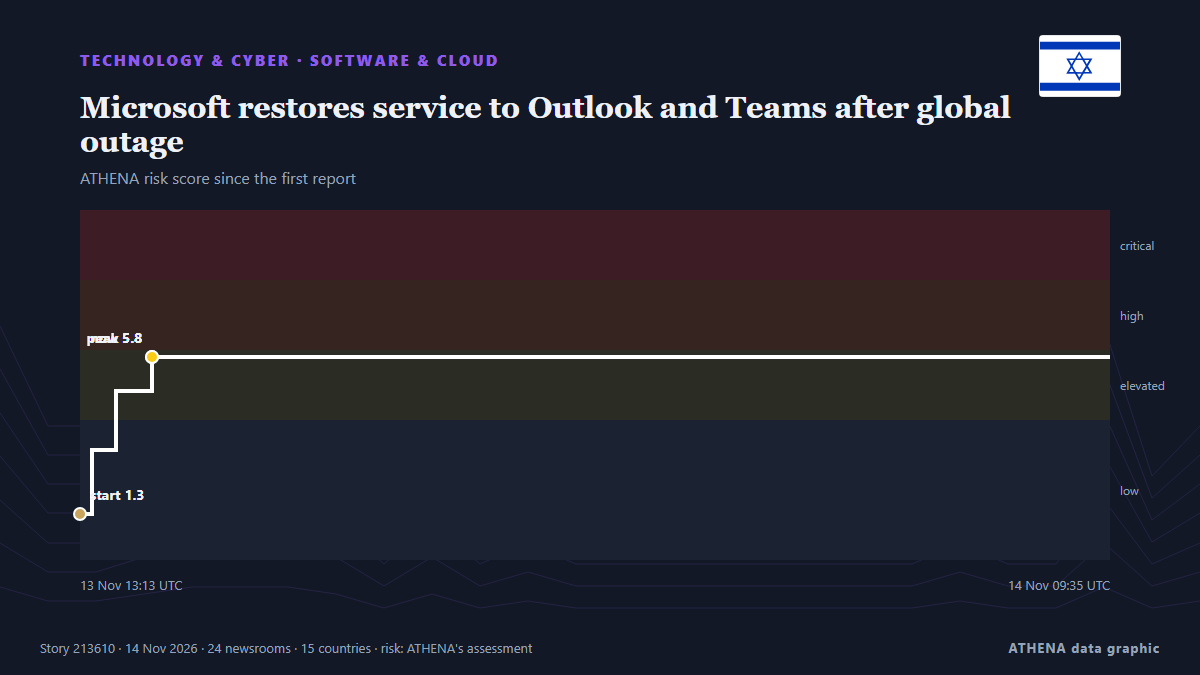 TECHNOLOGY & CYBER · SOFTWARE & CLOUD
Microsoft restores service to Outlook and Teams after global
outage
ATHENA risk score since the first report
critical
high
peak 5.8
elevated
start 1.3
low
13 Nov 13:13 UTC
14 Nov 09:35 UTC
Story 213610 · 14 Nov 2026 · 24 newsrooms · 15 countries · risk: ATHENA's assessment
ATHENA data graphic